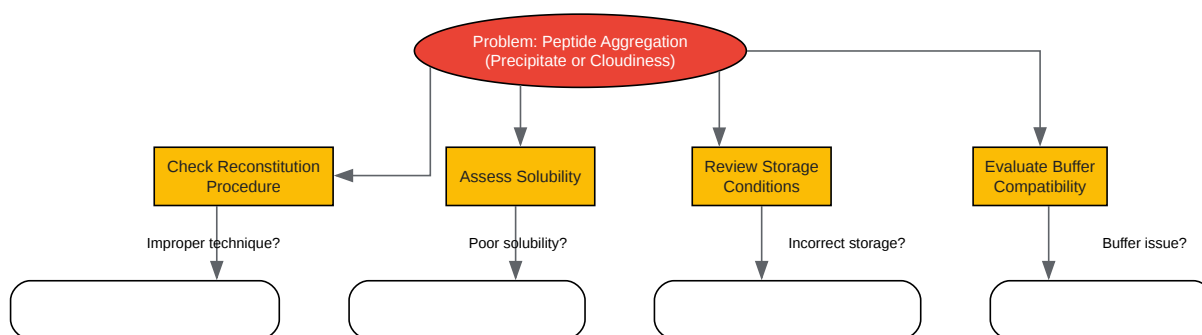 Problem: Peptide Aggregation
(Precipitate or Cloudiness)
Check Reconstitution
Procedure
Assess Solubility
Review Storage
Conditions
Evaluate Buffer
Compatibility
Improper technique?
Poor solubility?
Incorrect storage?
Buffer issue?